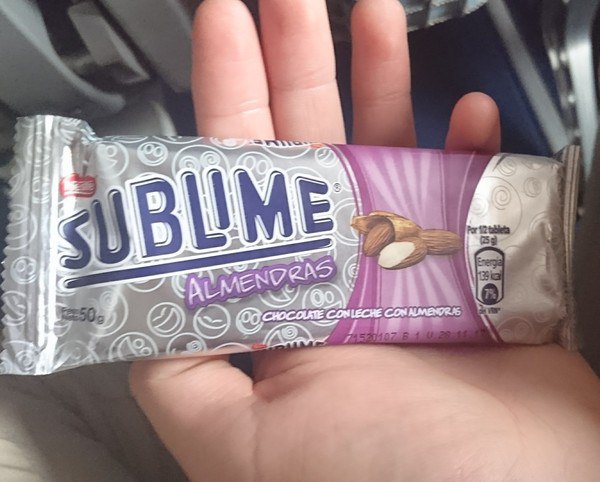 Nestlé
SUBLIME®
ALMENDRAS
50g
CHOCOLATE CON LECHE CON ALMENDRAS
Por 1/2 tableta
(25 g)
Energía
139 kcal
7%